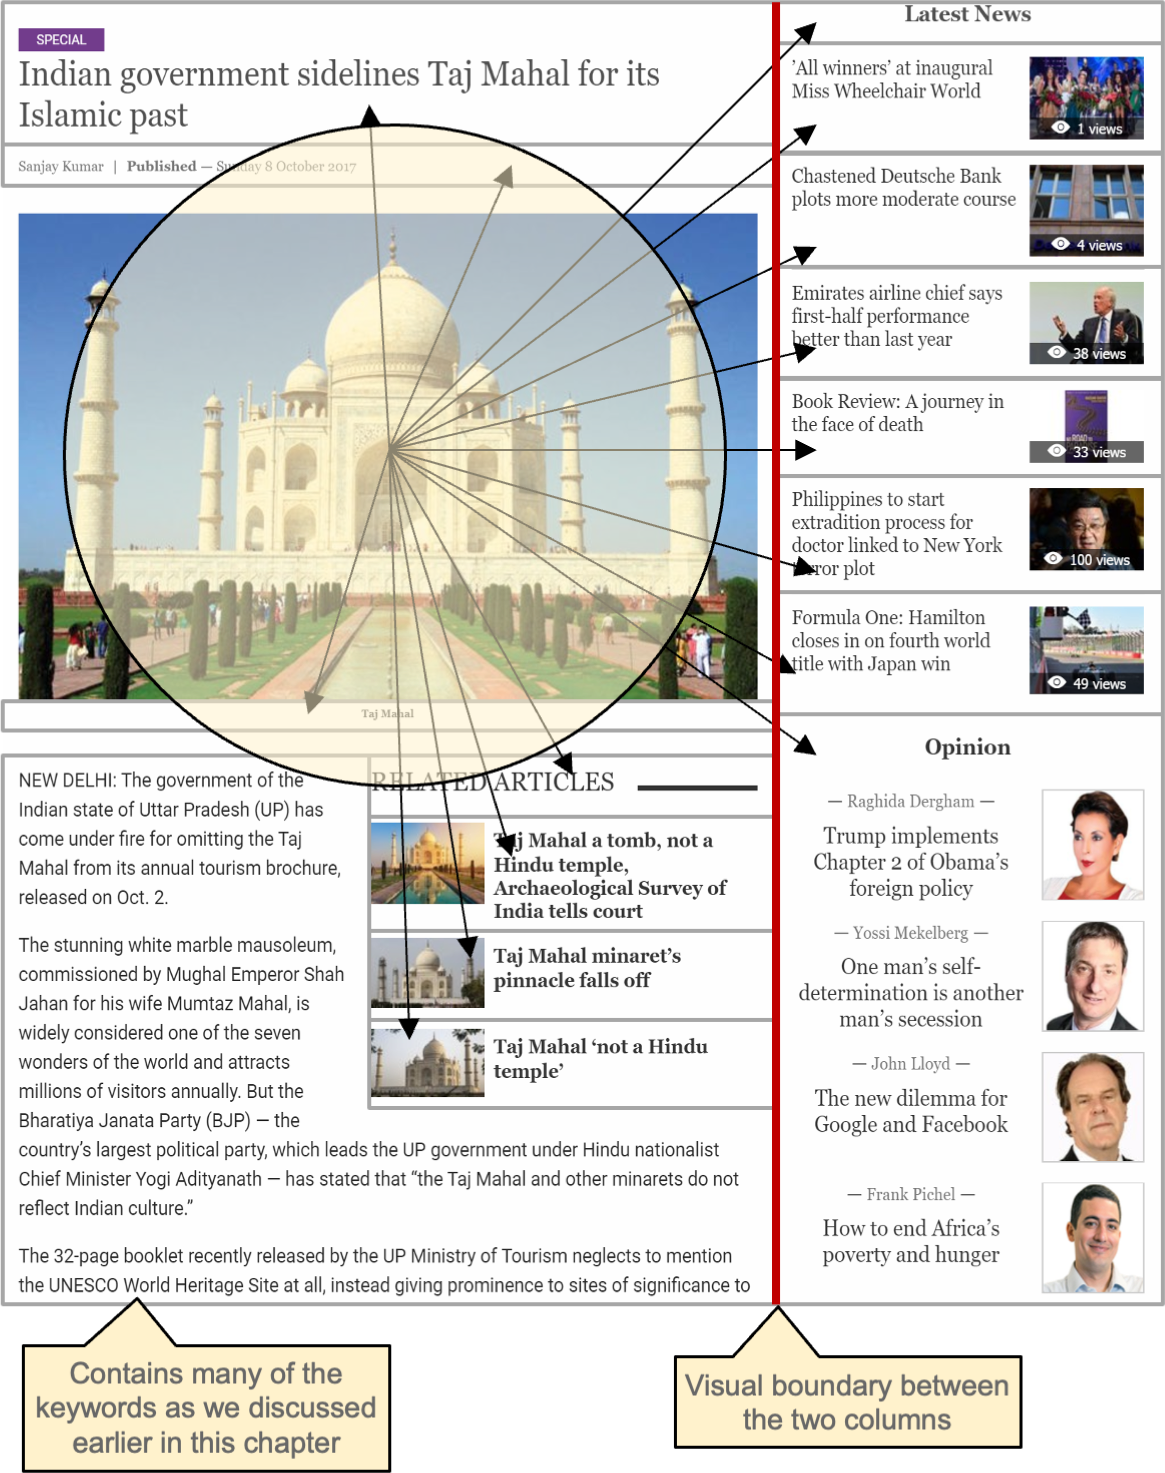 SPECIAL
Indian government sidelines Taj Mahal for its
Islamic past
Sanjay Kumar | Published — Sunday 8 October 2017
Taj Mahal
NEW DELHI: The government of the
Indian state of Uttar Pradesh (UP) has
come under fire for omitting the Taj
Mahal from its annual tourism brochure,
released on Oct. 2.
The stunning white marble mausoleum,
commissioned by Mughal Emperor Shah
Jahan for his wife Mumtaz Mahal, is
widely considered one of the seven
wonders of the world and attracts
millions of visitors annually. But the
Bharatiya Janata Party (BJP) — the
country’s largest political party, which leads the UP government under Hindu nationalist
Chief Minister Yogi Adityanath — has stated that “the Taj Mahal and other minarets do not
reflect Indian culture.”
The 32-page booklet recently released by the UP Ministry of Tourism neglects to mention
the UNESCO World Heritage Site at all, instead giving prominence to sites of significance to
RELATED ARTICLES
Taj Mahal a tomb, not a
Hindu temple,
Archaeological Survey of
India tells court
Taj Mahal minaret’s
pinnacle falls off
Taj Mahal ‘not a Hindu
temple’
Latest News
’All winners’ at inaugural
Miss Wheelchair World
1 views
Chastened Deutsche Bank
plots more moderate course
4 views
Emirates airline chief says
first-half performance
better than last year
38 views
Book Review: A journey in
the face of death
33 views
Philippines to start
extradition process for
doctor linked to New York
terror plot
100 views
Formula One: Hamilton
closes in on fourth world
title with Japan win
49 views
Opinion
— Raghida Dergham —
Trump implements
Chapter 2 of Obama’s
foreign policy
— Yossi Mekelberg —
One man’s self-
determination is another
man’s secession
— John Lloyd —
The new dilemma for
Google and Facebook
— Frank Pichel —
How to end Africa’s
poverty and hunger
Contains many of the
keywords as we discussed
earlier in this chapter
Visual boundary between
the two columns